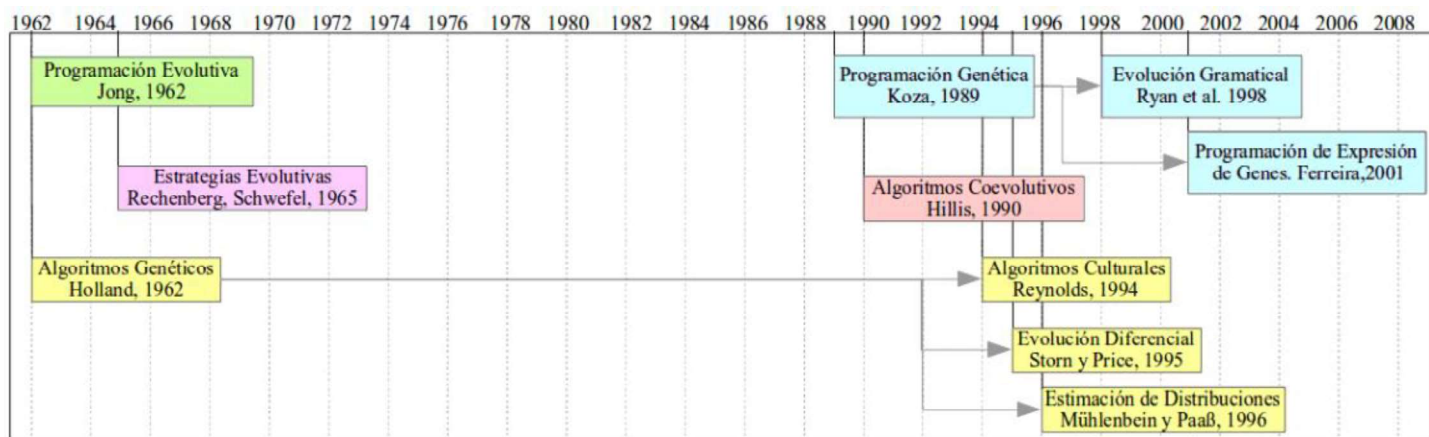 1962 1964 1966 1968 1970 1972 1974 1976 1978 1980 1982 1984 1986 1988 1990 1992 1994 1996 1998 2000 2002 2004 2006 2008
Programación Evolutiva
Jong, 1962
Programación Genética
Koza, 1989
Evolución Gramatical
Ryan et al. 1998
Programación de Expresión
de Genes. Ferreira,2001
Estrategias Evolutivas
Rechenberg, Schwefel, 1965
Algoritmos Coevolutivos
Hillis, 1990
Algoritmos Genéticos
Holland, 1962
Algoritmos Culturales
Reynolds, 1994
Evolución Diferencial
Storn y Price, 1995
Estimación de Distribuciones
Mühlenbein y Paaß, 1996